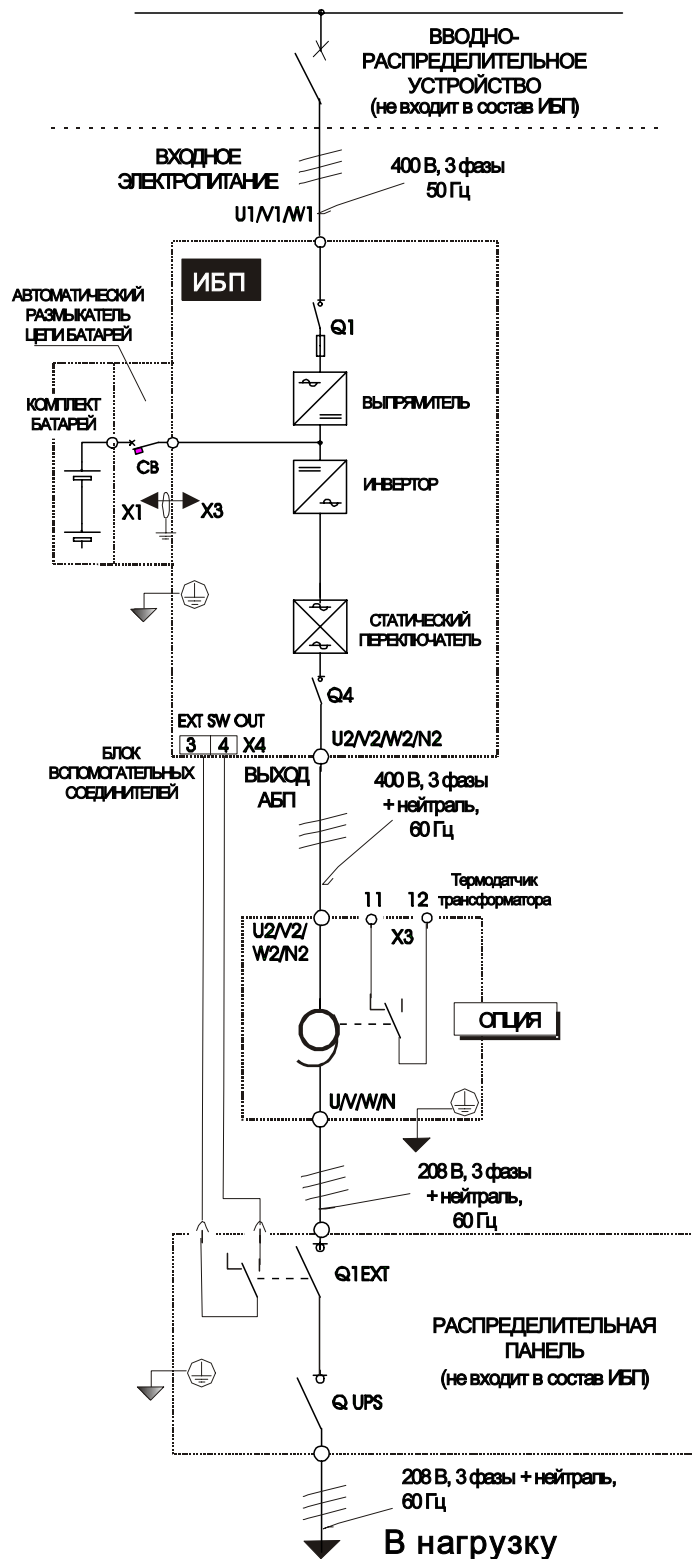 ВВОДНО-
РАСПРЕДЕЛИТЕЛЬНОЕ
УСТРОЙСТВО
(не входит в состав ИБП)
ВХОДНОЕ
ЭЛЕКТРОПИТАНИЕ
400 В, 3 фазы
50 Гц
U1/V1/W1
ИБП
АВТОМАТИЧЕСКИЙ
РАЗМЫКАТЕЛЬ
ЦЕПИ БАТАРЕЙ
Q1
КОМПЛЕКТ
БАТАРЕЙ
ВЫПРЯМИТЕЛЬ
CB
ИНВЕРТОР
X1
X3
СТАТИЧЕСКИЙ
ПЕРЕКЛЮЧАТЕЛЬ
Q4
EXT SW OUT
3 4 X4
U2/V2/W2/N2
БЛОК
ВСПОМОГАТЕЛЬНЫХ
СОЕДИНИТЕЛЕЙ
ВЫХОД
АБП
400 В, 3 фазы
+ нейтраль,
60 Гц
Термодатчик
трансформатора
11 12
X3
U2/V2/
W2/N2
ОПЦИЯ
U/V/W/N
208 В, 3 фазы
+ нейтраль,
60 Гц
Q1EXT
РАСПРЕДЕЛИТЕЛЬНАЯ
ПАНЕЛЬ
(не входит в состав ИБП)
Q UPS
208 В, 3 фазы + нейтраль,
60 Гц
В нагрузку